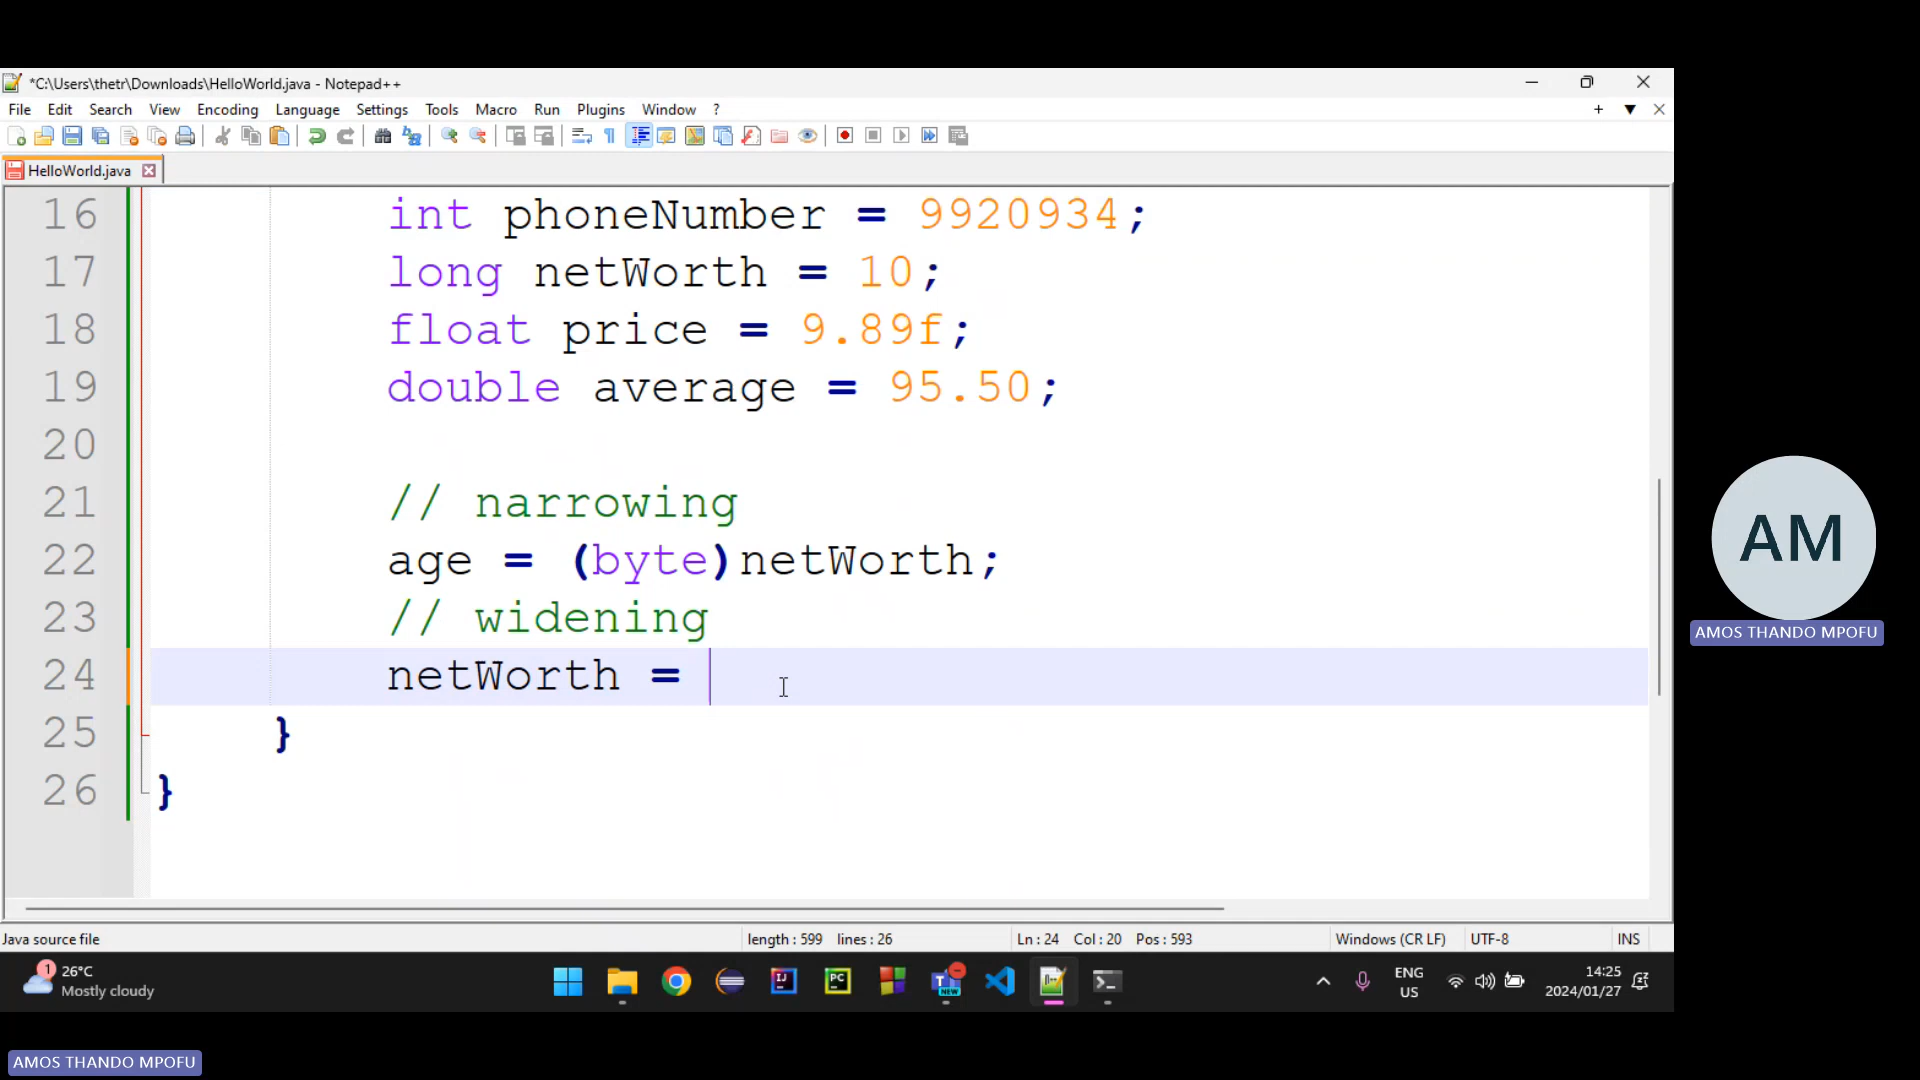 *C:\Users\thetr\Downloads\HelloWorld.java - Notepad++
File Edit Search View Encoding Language Settings Tools Macro Run Plugins Window ?
HelloWorld.java
16 int phoneNumber = 9920934;
17 long netWorth = 10;
18 float price = 9.89f;
19 double average = 95.50;
20
21 // narrowing
22 age = (byte)netWorth;
23 // widening
24 netWorth =
25 }
26 }
AM
AMOS THANDO MPOFU
Java source file length : 599 lines : 26 Ln : 24 Col : 20 Pos : 593 Windows (CR LF) UTF-8 INS
1 26°C
Mostly cloudy
IJ PC NEW
ENG
US
14:25
2024/01/27
AMOS THANDO MPOFU